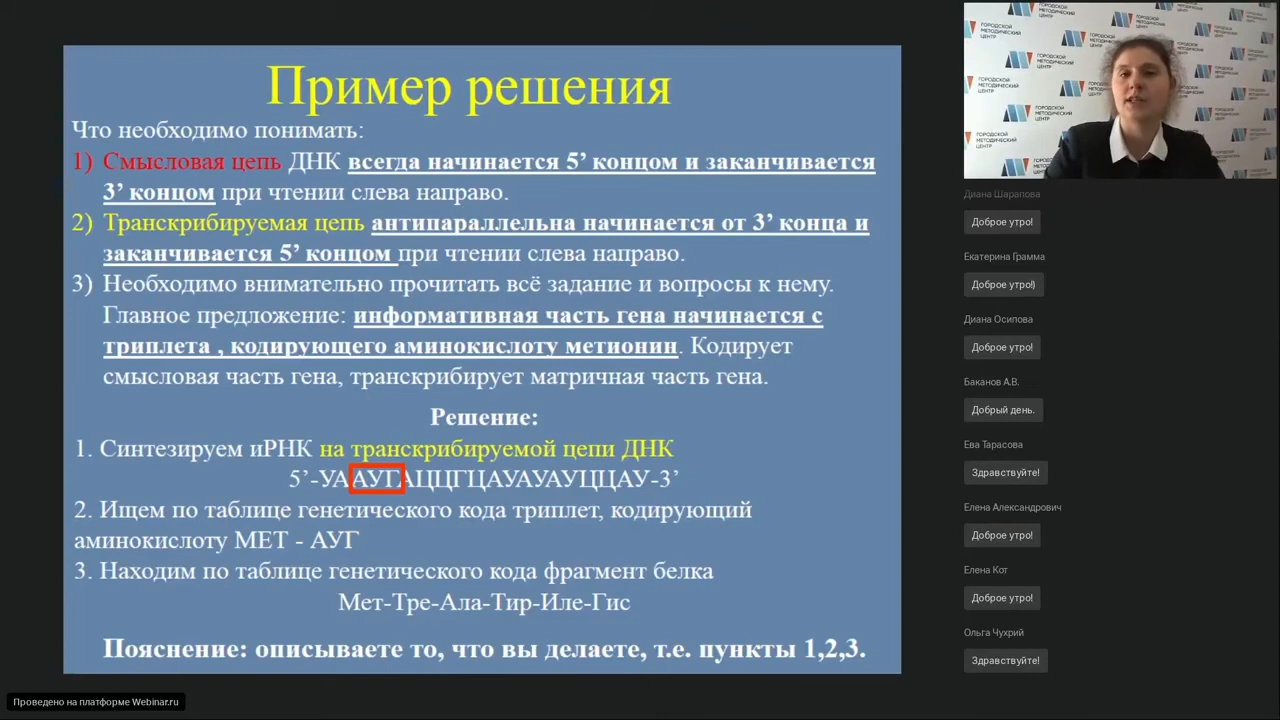 Пример решения
Что необходимо понимать:
1) Смысловая цепь ДНК всегда начинается 5’ концом и заканчивается
3’ концом при чтении слева направо.
2) Транскрибируемая цепь антипараллельна начинается от 3’ конца и
заканчивается 5’ концом при чтении слева направо.
3) Необходимо внимательно прочитать всё задание и вопросы к нему.
Главное предложение: информативная часть гена начинается с
триплета , кодирующего аминокислоту метионин. Кодирует
смысловая часть гена, транскрибирует матричная часть гена.
Решение:
1. Синтезируем иРНК на транскрибируемой цепи ДНК
5’-УААУГАЦЦГЦАУАУАУЦЦАУ-3’
2. Ищем по таблице генетического кода триплет, кодирующий
аминокислоту МЕТ - АУГ
3. Находим по таблице генетического кода фрагмент белка
Мет-Тре-Ала-Тир-Иле-Гис
Пояснение: описываете то, что вы делаете, т.е. пункты 1,2,3.
ГОРОДСКОЙ
МЕТОДИЧЕСКИЙ
ЦЕНТР
Диана Шарапова
Доброе утро!
Екатерина Грамма
Доброе утро!)
Диана Осипова
Доброе утро!
Баканов А.В.
Добрый день.
Ева Тарасова
Здравствуйте!
Елена Александрович
Доброе утро!
Елена Кот
Доброе утро!
Ольга Чухрий
Здравствуйте!
Проведено на платформе Webinar.ru